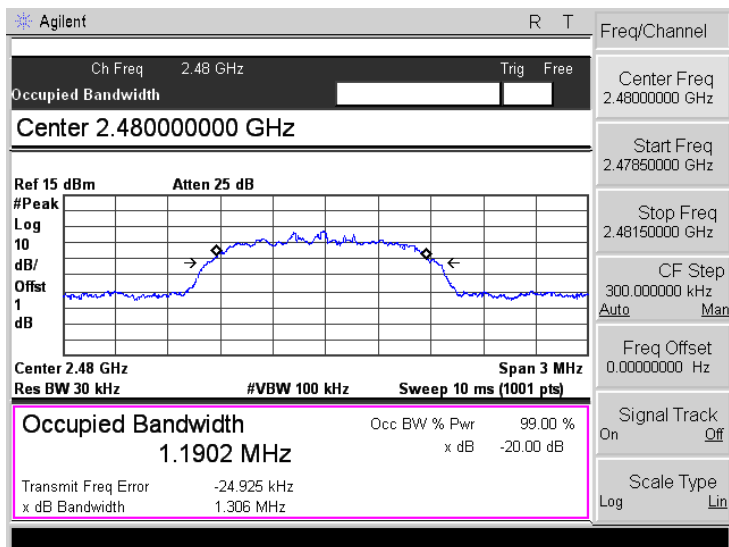 Agilent R T
Ch Freq 2.48 GHz Trig Free
Occupied Bandwidth
Center 2.480000000 GHz
Ref 15 dBm Atten 25 dB
#Peak
Log
10
dB/
Offst
1
dB
Center 2.48 GHz Span 3 MHz
Res BW 30 kHz #VBW 100 kHz Sweep 10 ms (1001 pts)
Occupied Bandwidth Occ BW % Pwr 99.00 %
1.1902 MHz x dB -20.00 dB
Transmit Freq Error -24.925 kHz
x dB Bandwidth 1.306 MHz
Freq/Channel
Center Freq
2.48000000 GHz
Start Freq
2.47850000 GHz
Stop Freq
2.48150000 GHz
CF Step
300.000000 kHz
Auto Man
Freq Offset
0.00000000 Hz
Signal Track
On Off
Scale Type
Log Lin